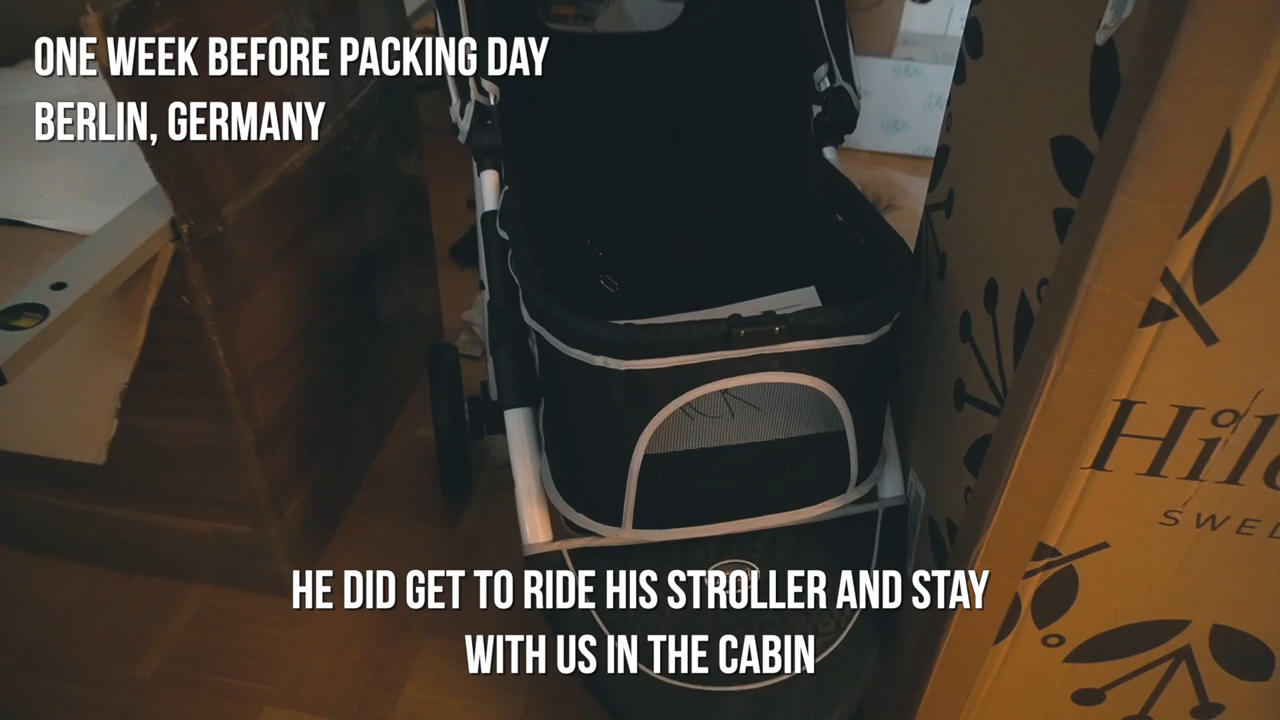 ONE WEEK BEFORE PACKING DAY
BERLIN, GERMANY
HE DID GET TO RIDE HIS STROLLER AND STAY
WITH US IN THE CABIN